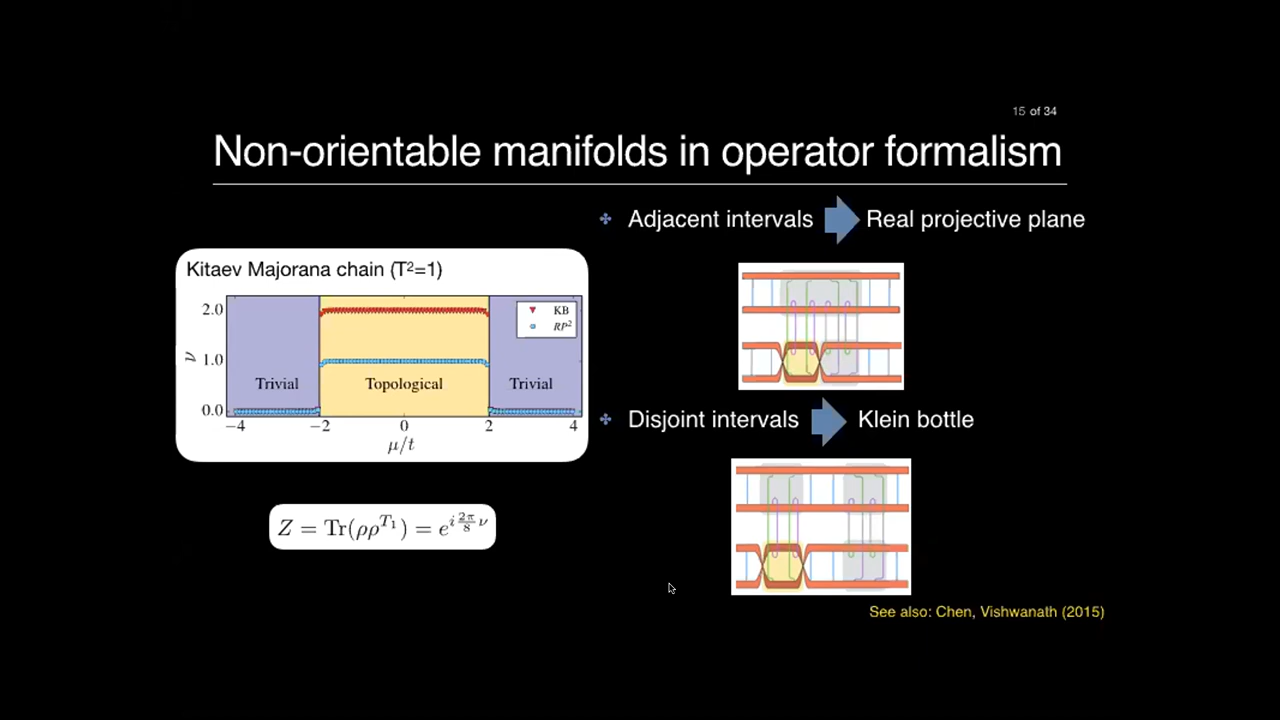 15 of 34
Non-orientable manifolds in operator formalism
✤ Adjacent intervals Real projective plane
Kitaev Majorana chain (T²=1)
2.0
1.0
0.0
ν
KB
RP²
Trivial
Topological
Trivial
−4 −2 0 2 4
μ/t
✤ Disjoint intervals Klein bottle
Z = Tr(ρρ^{T_1}) = e^{i\frac{2π}{8}ν}
See also: Chen, Vishwanath (2015)